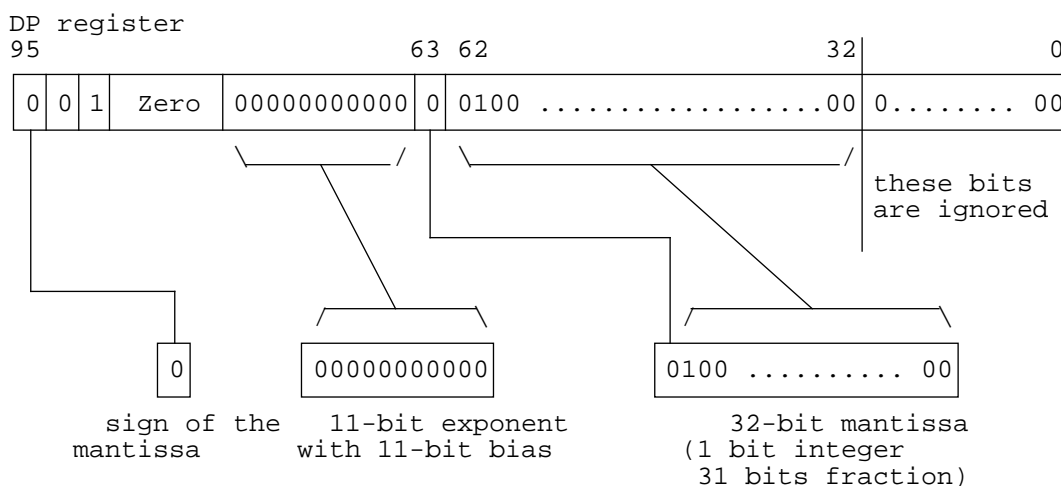 DP register
95 63 62 32 0
0 0 1 Zero 00000000000 0 0100 ...................00 0........ 00
these bits
are ignored
0 00000000000 0100 .......... 00
sign of the 11-bit exponent 32-bit mantissa
mantissa with 11-bit bias (1 bit integer
31 bits fraction)